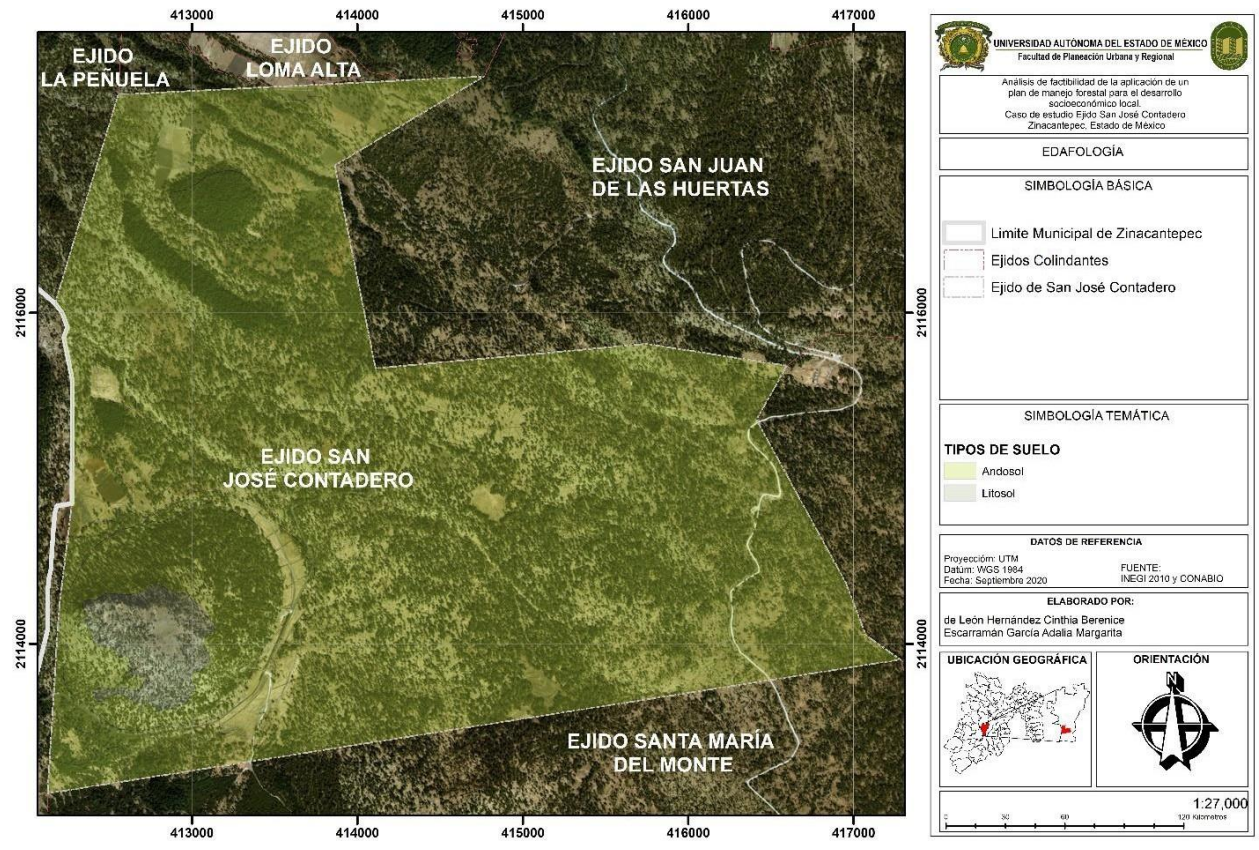 413000 414000 415000 416000 417000
EJIDO
LA PEÑUELA
EJIDO
LOMA ALTA
EJIDO SAN JUAN
DE LAS HUERTAS
2116000
2116000
EJIDO SAN
JOSÉ CONTADERO
2114000
2114000
EJIDO SANTA MARÍA
DEL MONTE
413000 414000 415000 416000 417000
UNIVERSIDAD AUTÓNOMA DEL ESTADO DE MÉXICO
Facultad de Planeación Urbana y Regional
Análisis de factibilidad de la aplicación de un
plan de manejo forestal para el desarrollo
socioeconómico local.
Caso de estudio Ejido San José Contadero
Zinacantepec, Estado de México
EDAFOLOGÍA
SIMBOLOGÍA BÁSICA
Limite Municipal de Zinacantepec
Ejidos Colindantes
Ejido de San José Contadero
SIMBOLOGÍA TEMÁTICA
TIPOS DE SUELO
Andosol
Litosol
DATOS DE REFERENCIA
Proyección: UTM
Datúm: WGS 1984
Fecha: Septiembre 2020
FUENTE:
INEGI 2010 y CONABIO
ELABORADO POR:
de León Hernández Cinthia Berenice
Escarramán García Adalia Margarita
UBICACIÓN GEOGRÁFICA
ORIENTACIÓN
N
1:27,000
0 30 60 120 Kilometros